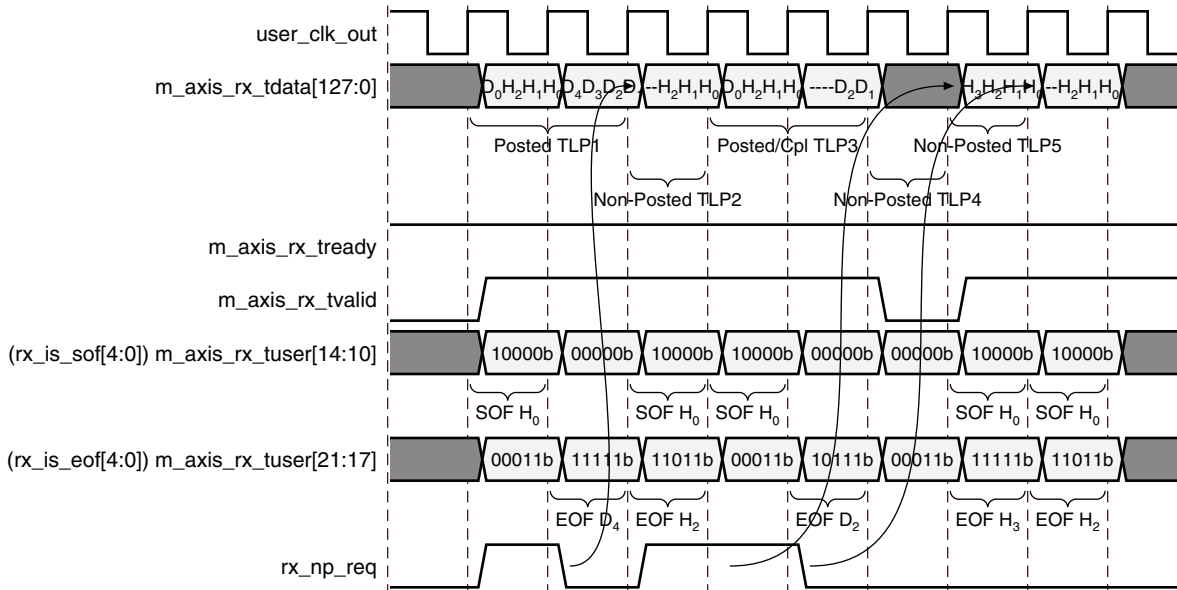 user_clk_out
m_axis_rx_tdata[127:0] D₀H₂H₁H₀ D₄D₃D₂D₁ --H₂H₁H₀ D₀H₂H₁H₀ ----D₂D₁ H₃H₂H₁H₀ --H₂H₁H₀
Posted TLP1 Posted/Cpl TLP3 Non-Posted TLP5
Non-Posted TLP2 Non-Posted TLP4
m_axis_rx_tready
m_axis_rx_tvalid
(rx_is_sof[4:0]) m_axis_rx_tuser[14:10] 10000b 00000b 10000b 10000b 00000b 00000b 10000b 10000b
SOF H₀ SOF H₀ SOF H₀ SOF H₀ SOF H₀
(rx_is_eof[4:0]) m_axis_rx_tuser[21:17] 00011b 11111b 11011b 00011b 10111b 00011b 11111b 11011b
EOF D₄ EOF H₂ EOF D₂ EOF H₃ EOF H₂
rx_np_req